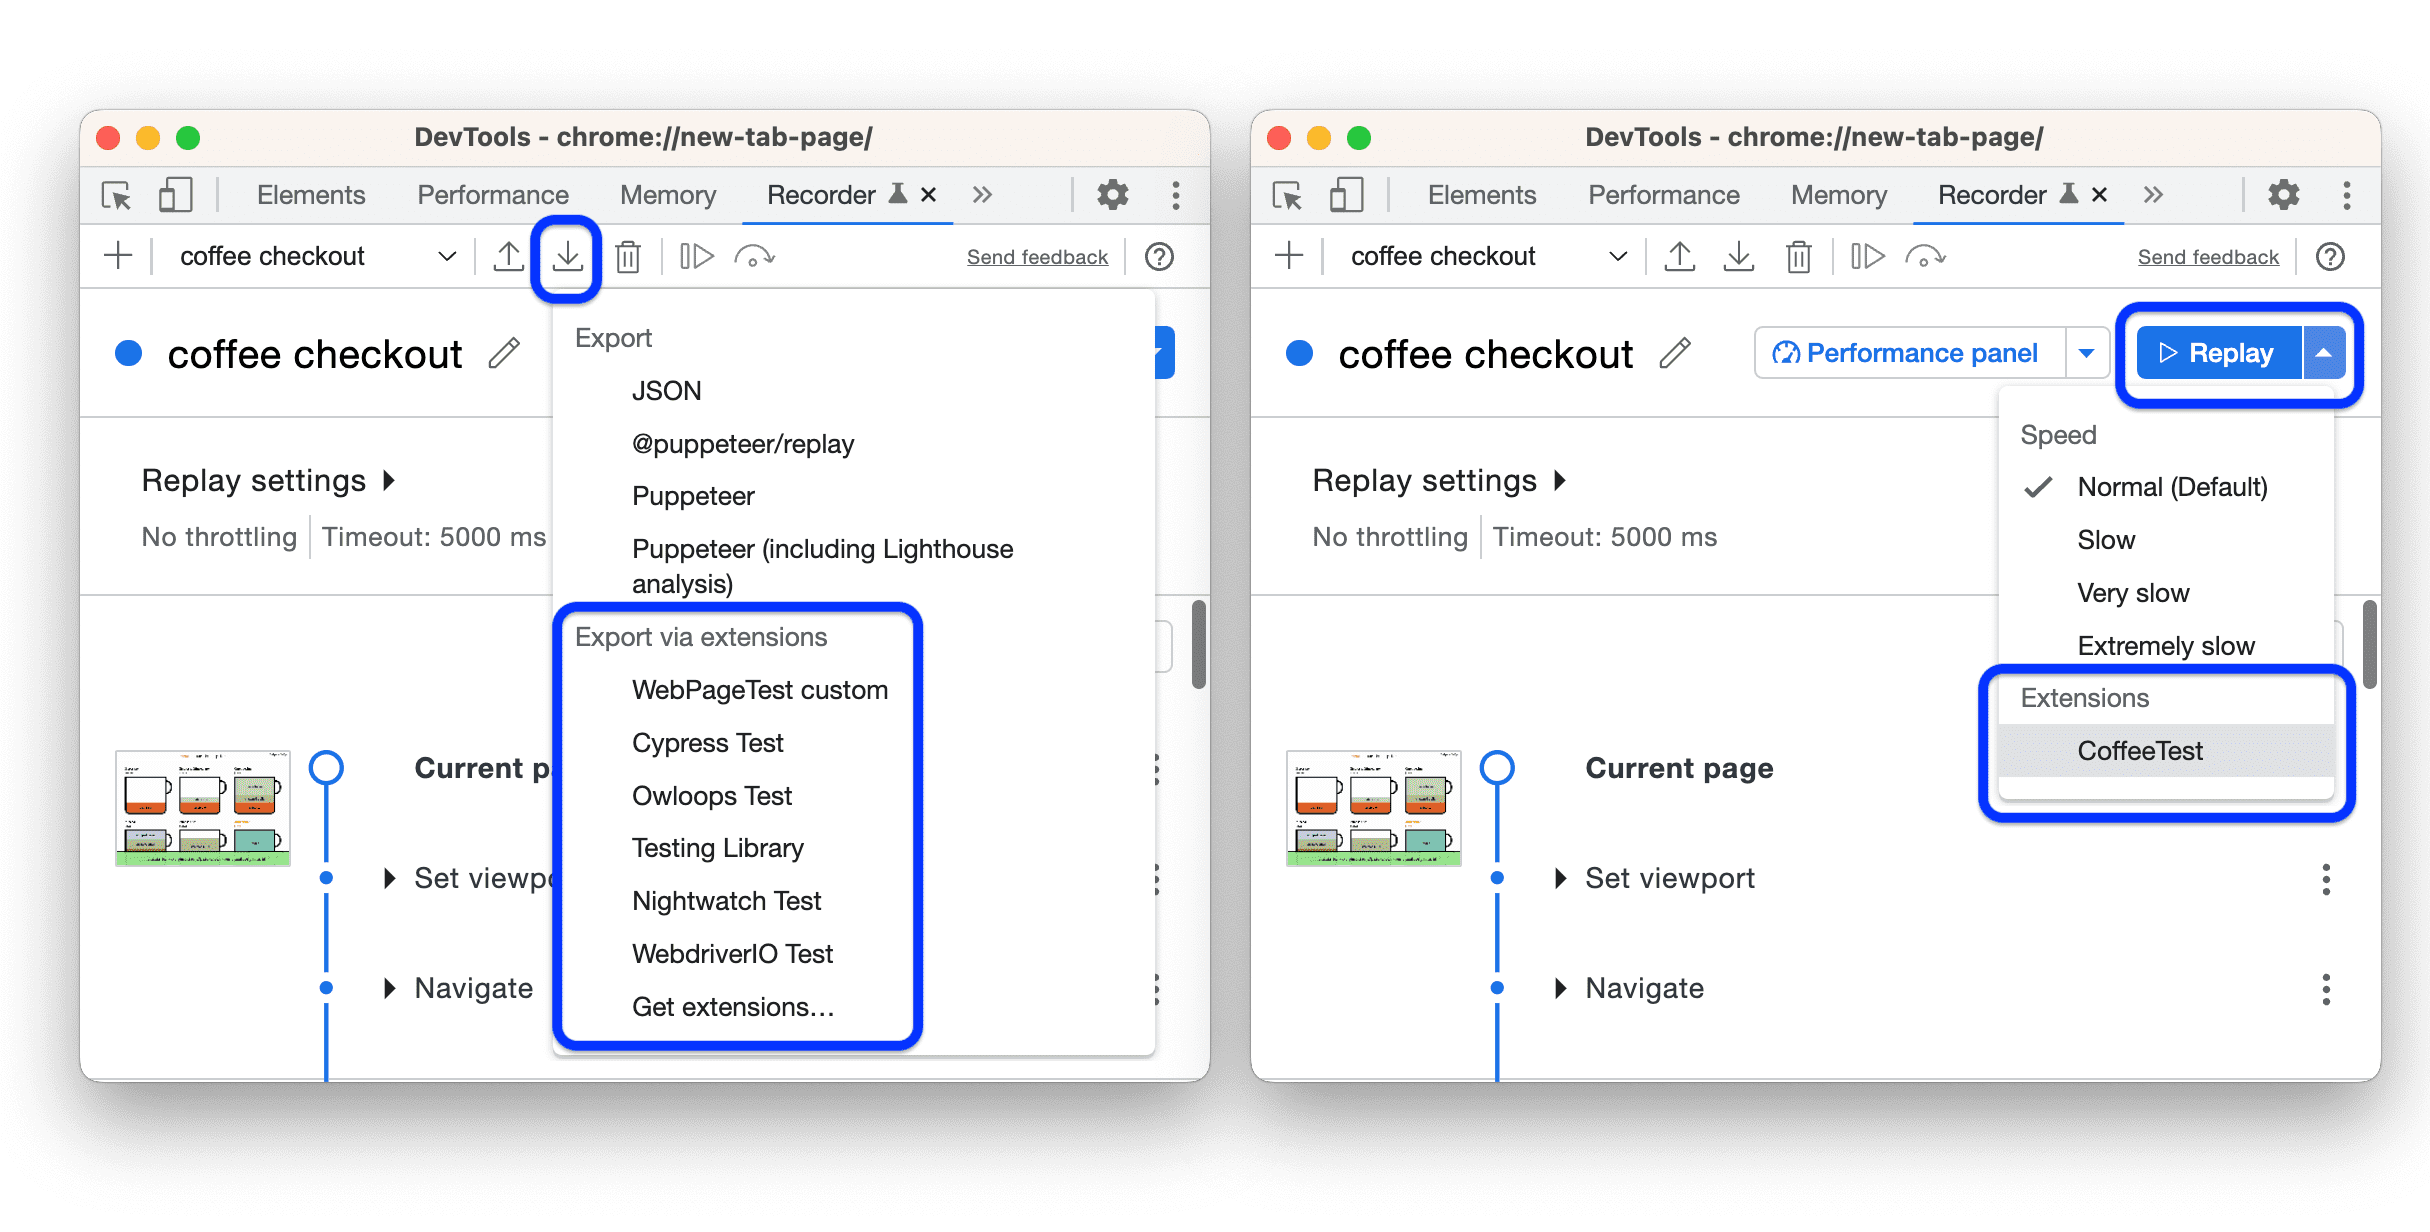 DevTools - chrome://new-tab-page/
Elements Performance Memory Recorder
coffee checkout Send feedback
coffee checkout
Export
JSON
@puppeteer/replay
Puppeteer
Puppeteer (including Lighthouse
analysis)
Replay settings
No throttling Timeout: 5000 ms
Export via extensions
WebPageTest custom
Cypress Test
Owloops Test
Testing Library
Nightwatch Test
WebdriverIO Test
Get extensions…
Current
Set
Navigate
DevTools - chrome://new-tab-page/
Elements Performance Memory Recorder
coffee checkout Send feedback
coffee checkout Performance panel Replay
Speed
Normal (Default)
Slow
Very slow
Extremely slow
Extensions
CoffeeTest
Replay settings
No throttling Timeout: 5000 ms
Current page
Set viewport
Navigate